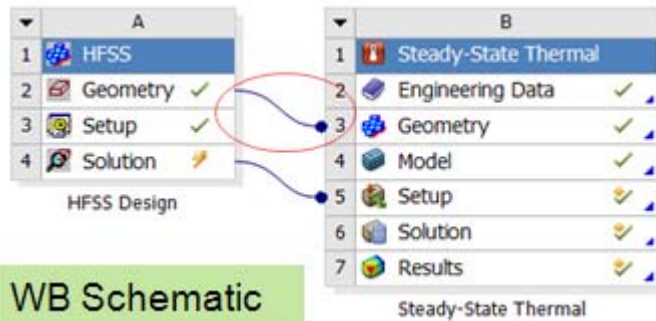 A
1 HFSS
2 Geometry
3 Setup
4 Solution
HFSS Design
B
1 Steady-State Thermal
2 Engineering Data
3 Geometry
4 Model
5 Setup
6 Solution
7 Results
Steady-State Thermal
WB Schematic